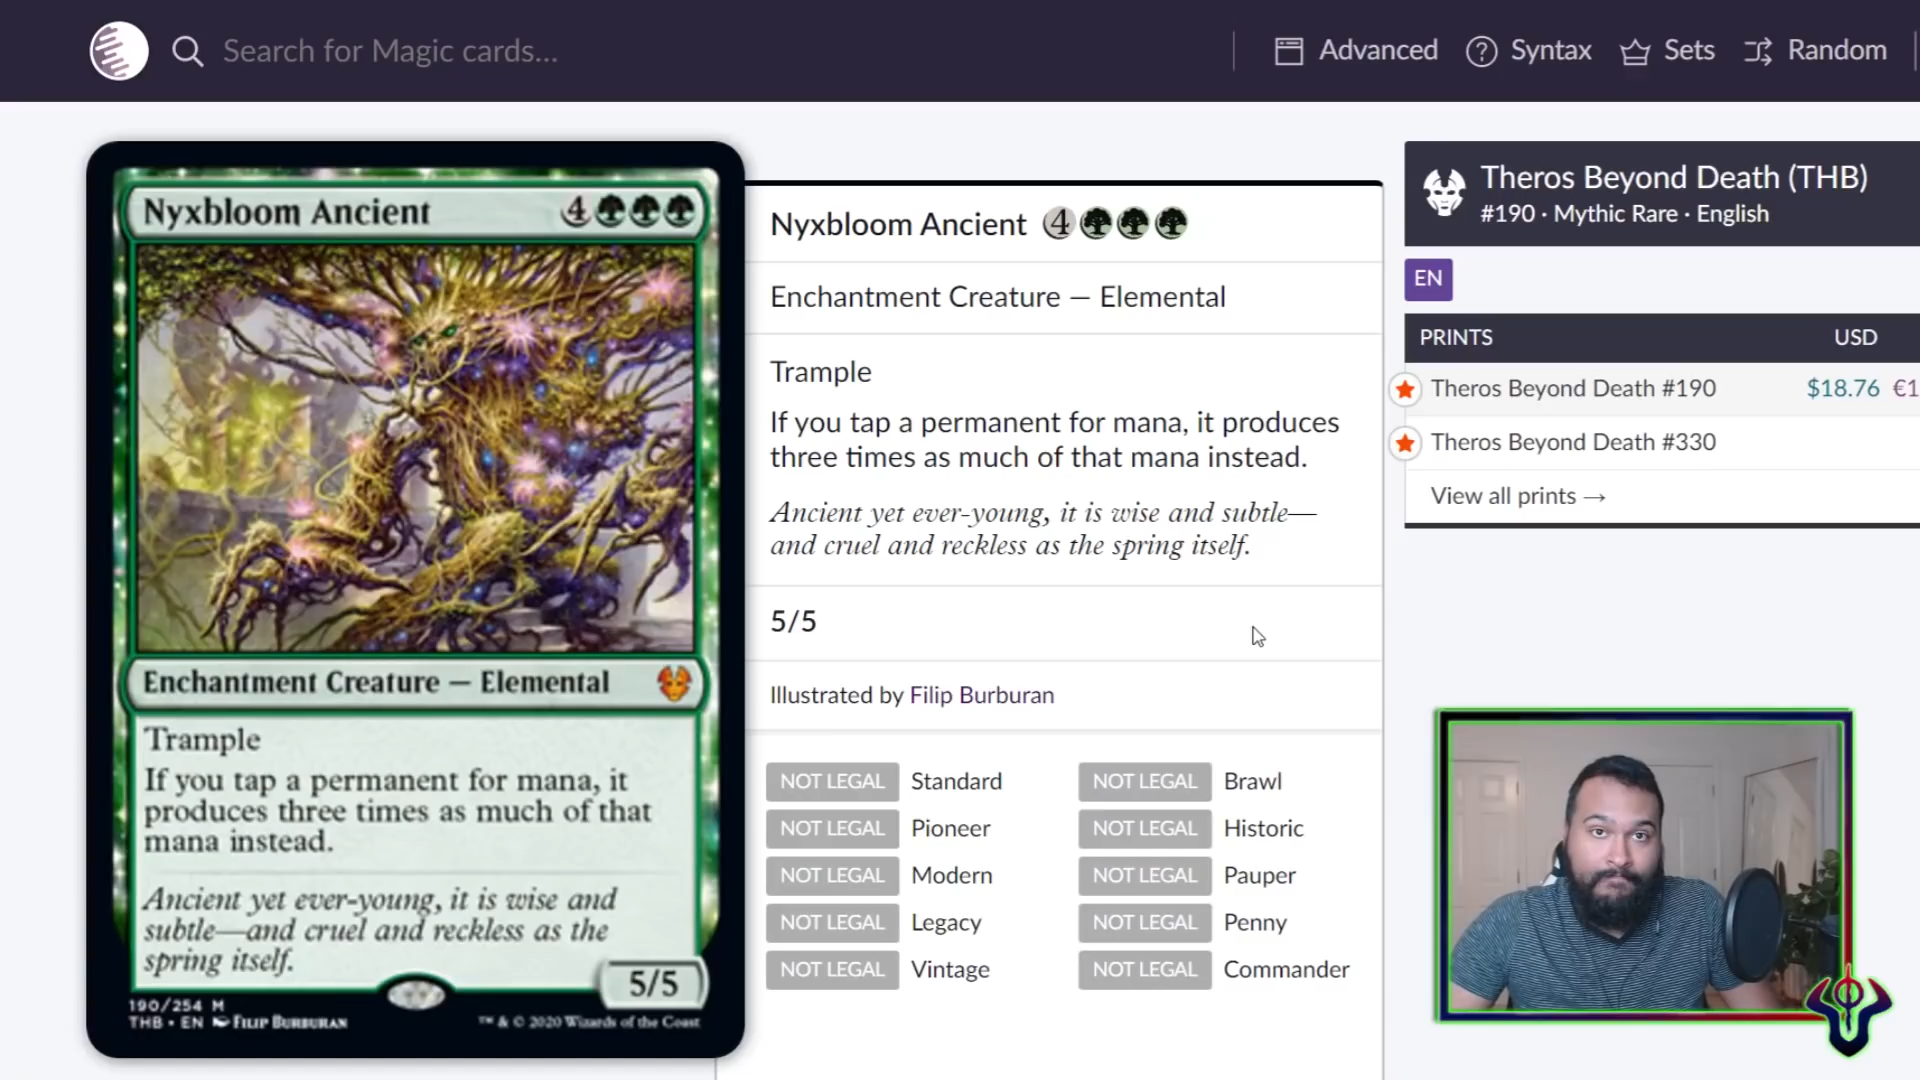 Search for Magic cards...
Advanced
Syntax
Sets
Random
Nyxbloom Ancient 4
Enchantment Creature — Elemental
Trample
If you tap a permanent for mana, it
produces three times as much of that
mana instead.
Ancient yet ever-young, it is wise and
subtle—and cruel and reckless as the
spring itself.
5/5
190/254 M
THB • EN Filip Burburan
™ & © 2020 Wizards of the Coast
Nyxbloom Ancient 4
Enchantment Creature — Elemental
Trample
If you tap a permanent for mana, it produces
three times as much of that mana instead.
Ancient yet ever-young, it is wise and subtle—
and cruel and reckless as the spring itself.
5/5
Illustrated by Filip Burburan
NOT LEGAL Standard NOT LEGAL Brawl
NOT LEGAL Pioneer NOT LEGAL Historic
NOT LEGAL Modern NOT LEGAL Pauper
NOT LEGAL Legacy NOT LEGAL Penny
NOT LEGAL Vintage NOT LEGAL Commander
Theros Beyond Death (THB)
#190 · Mythic Rare · English
EN
PRINTS USD
Theros Beyond Death #190 $18.76 €1
Theros Beyond Death #330
View all prints →